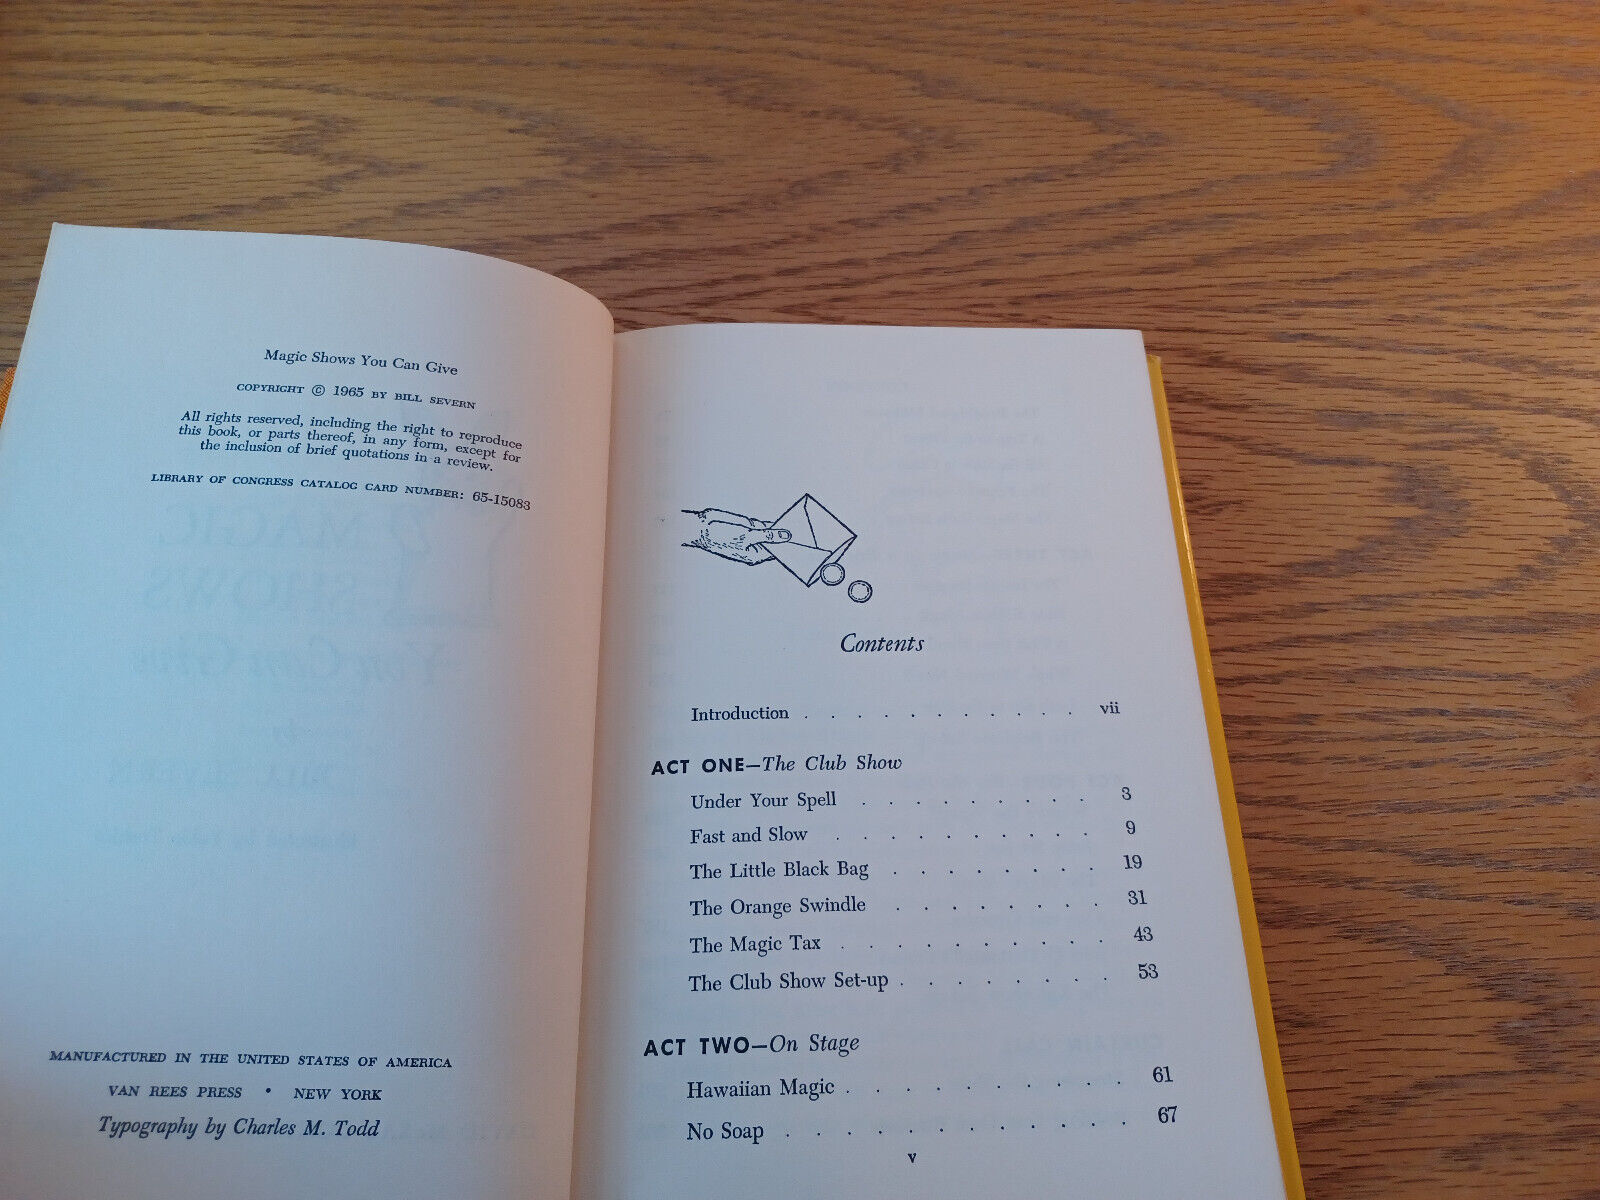 Magic Shows You Can Give
COPYRIGHT © 1965 BY BILL SEVERN
All rights reserved, including the right to reproduce
this book, or parts thereof, in any form, except for
the inclusion of brief quotations in a review.
LIBRARY OF CONGRESS CATALOG CARD NUMBER: 65-15083
MANUFACTURED IN THE UNITED STATES OF AMERICA
VAN REES PRESS • NEW YORK
Typography by Charles M. Todd
Contents
Introduction . . . . . . . . . . . vii
ACT ONE—The Club Show
Under Your Spell . . . . . . . . . 3
Fast and Slow . . . . . . . . . . 9
The Little Black Bag . . . . . . . . 19
The Orange Swindle . . . . . . . . 31
The Magic Tax . . . . . . . . . . 43
The Club Show Set-up . . . . . . . . 53
ACT TWO—On Stage
Hawaiian Magic . . . . . . . . . . . 61
No Soap . . . . . . . . . . . . . 67
v